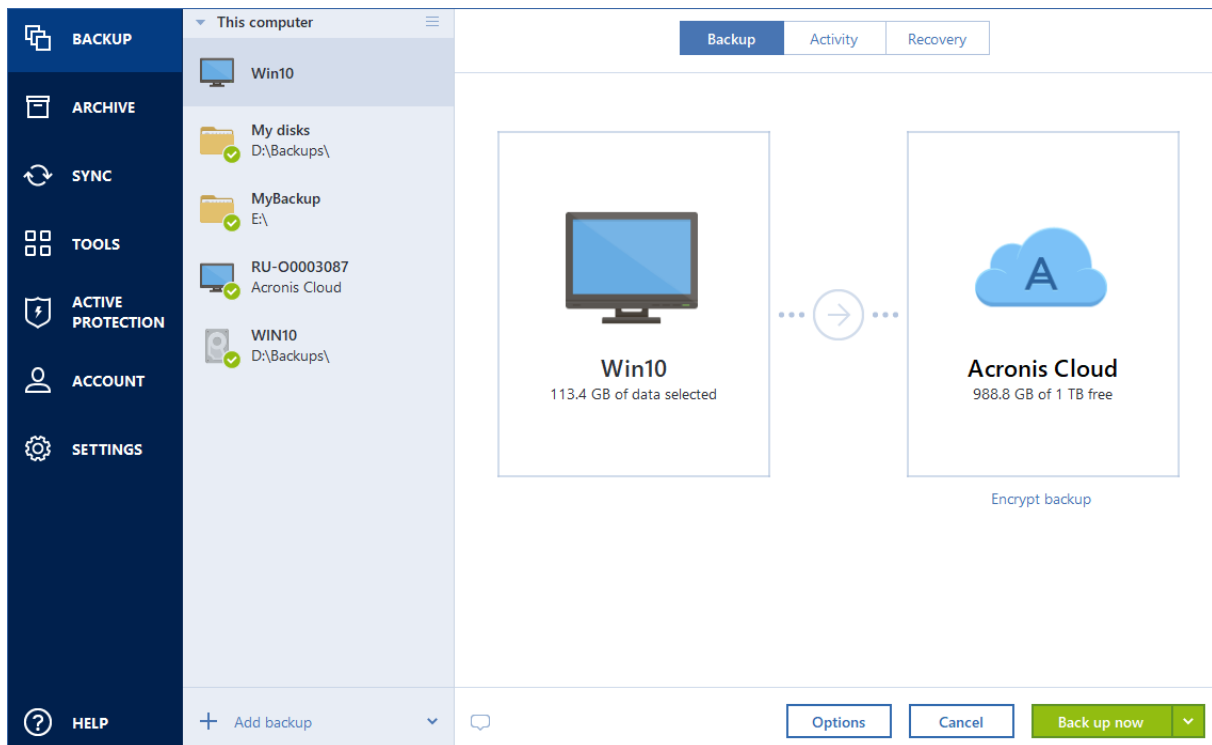 BACKUP
ARCHIVE
SYNC
TOOLS
ACTIVE
PROTECTION
ACCOUNT
SETTINGS
HELP
This computer
Win10
My disks
D:\Backups\
MyBackup
E:\
RU-O0003087
Acronis Cloud
WIN10
D:\Backups\
Add backup
Backup Activity Recovery
Win10
113.4 GB of data selected
A
Acronis Cloud
988.8 GB of 1 TB free
Encrypt backup
Options Cancel Back up now